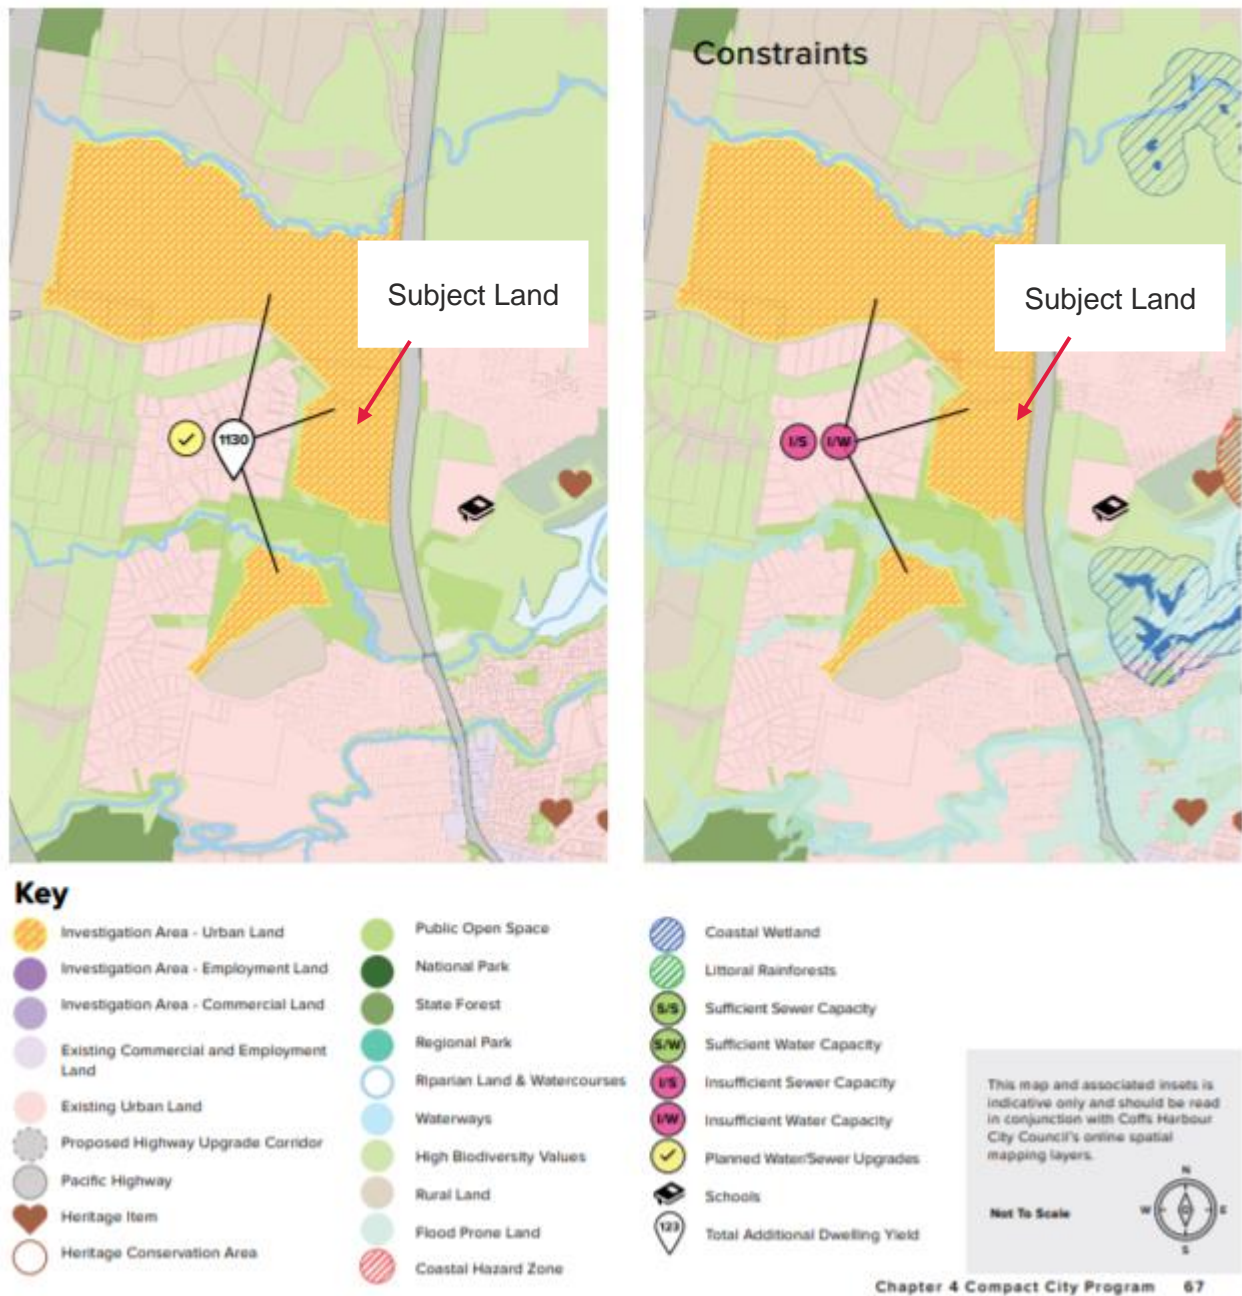 Constraints
Subject Land
Subject Land
1130
I/S
I/W
Key
Investigation Area - Urban Land
Investigation Area - Employment Land
Investigation Area - Commercial Land
Existing Commercial and Employment
Land
Existing Urban Land
Proposed Highway Upgrade Corridor
Pacific Highway
Heritage Item
Heritage Conservation Area
Public Open Space
National Park
State Forest
Regional Park
Riparian Land & Watercourses
Waterways
High Biodiversity Values
Rural Land
Flood Prone Land
Coastal Hazard Zone
Coastal Wetland
Littoral Rainforests
S/S Sufficient Sewer Capacity
S/W Sufficient Water Capacity
I/S Insufficient Sewer Capacity
I/W Insufficient Water Capacity
Planned Water/Sewer Upgrades
Schools
123 Total Additional Dwelling Yield
This map and associated insets is
indicative only and should be read
in conjunction with Coffs Harbour
City Council's online spatial
mapping layers.
Not To Scale
N
W
E
S
Chapter 4 Compact City Program 67